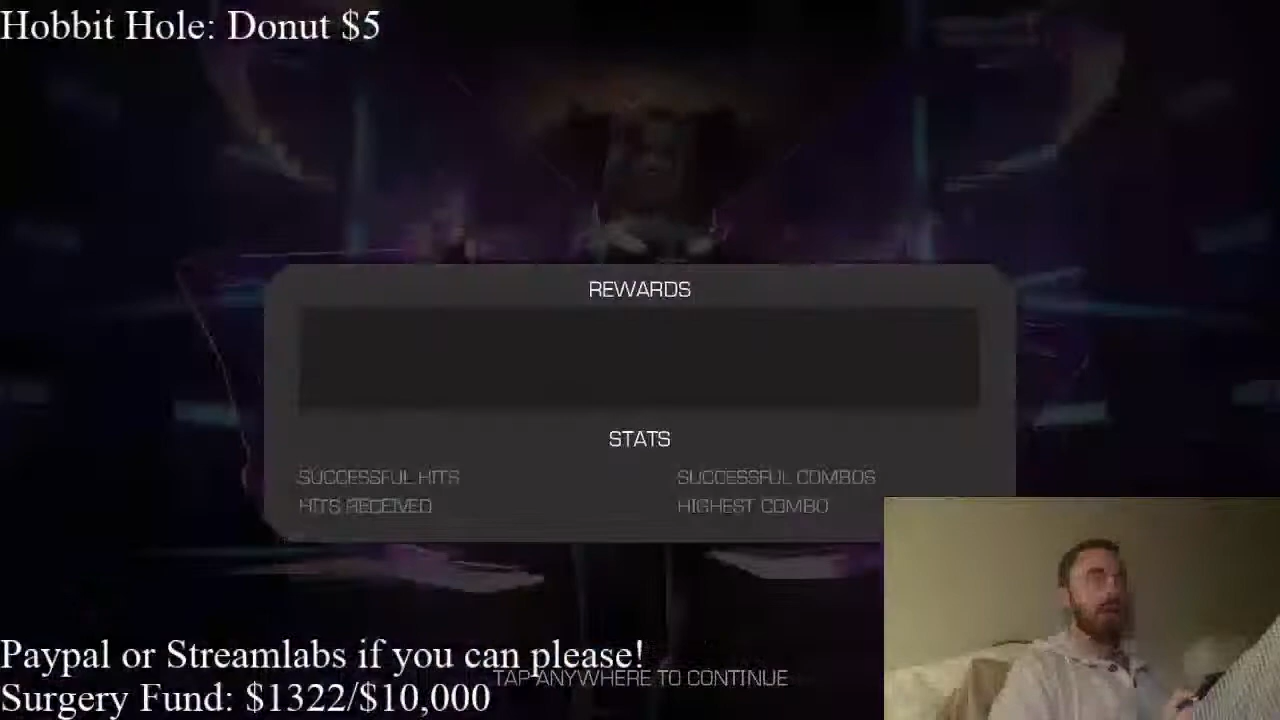 Hobbit Hole: Donut $5
REWARDS
STATS
SUCCESSFUL HITS
SUCCESSFUL COMBOS
HITS RECEIVED
HIGHEST COMBO
Paypal or Streamlabs if you can please!
TAP ANYWHERE TO CONTINUE
Surgery Fund: $1322/$10,000